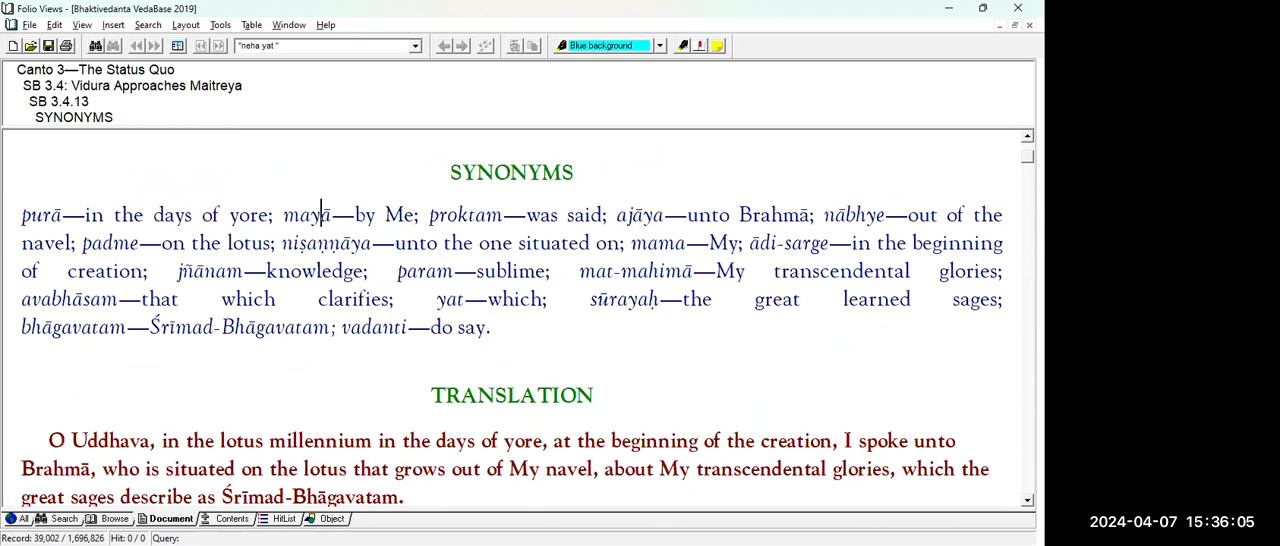 Folio Views - [Bhaktivedanta VedaBase 2019]
File Edit View Insert Search Layout Tools Table Window Help
"neha yat " Blue background
Canto 3—The Status Quo
SB 3.4: Vidura Approaches Maitreya
SB 3.4.13
SYNONYMS
SYNONYMS
purā—in the days of yore; mayā—by Me; proktam—was said; ajāya—unto Brahmā; nābhye—out of the
navel; padme—on the lotus; niṣaṇṇāya—unto the one situated on; mama—My; ādi-sarge—in the beginning
of creation; jñānam—knowledge; param—sublime; mat-mahimā—My transcendental glories;
avabhāsam—that which clarifies; yat—which; sūrayaḥ—the great learned sages;
bhāgavatam—Śrīmad-Bhāgavatam; vadanti—do say.
TRANSLATION
O Uddhava, in the lotus millennium in the days of yore, at the beginning of the creation, I spoke unto
Brahmā, who is situated on the lotus that grows out of My navel, about My transcendental glories, which the
great sages describe as Śrīmad-Bhāgavatam.
All Search Browse Document Contents HitList Object
Record: 39,002 / 1,696,826 Hit: 0 / 0 Query:
2024-04-07 15:36:05